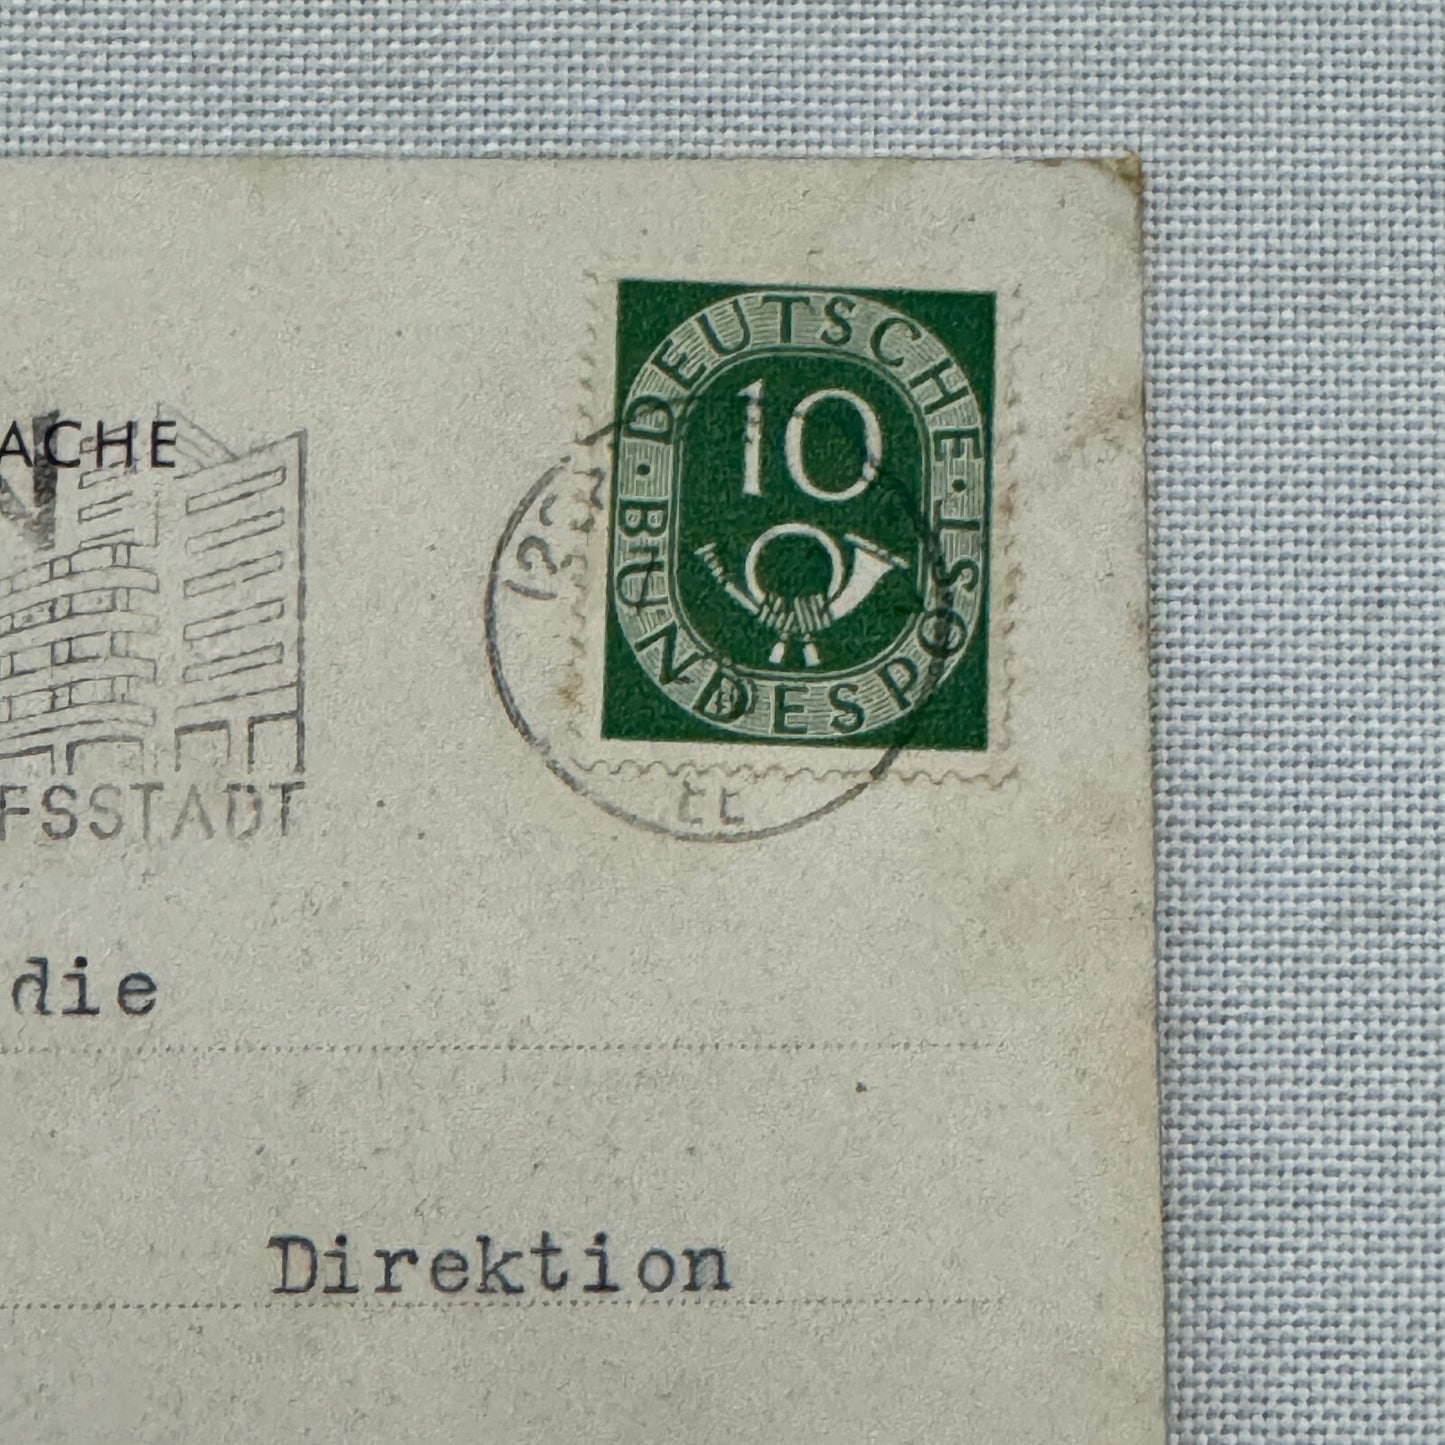 ACHE
DEUTSCHE · BUNDESPOST ·
10
FSSTADT
die
Direktion